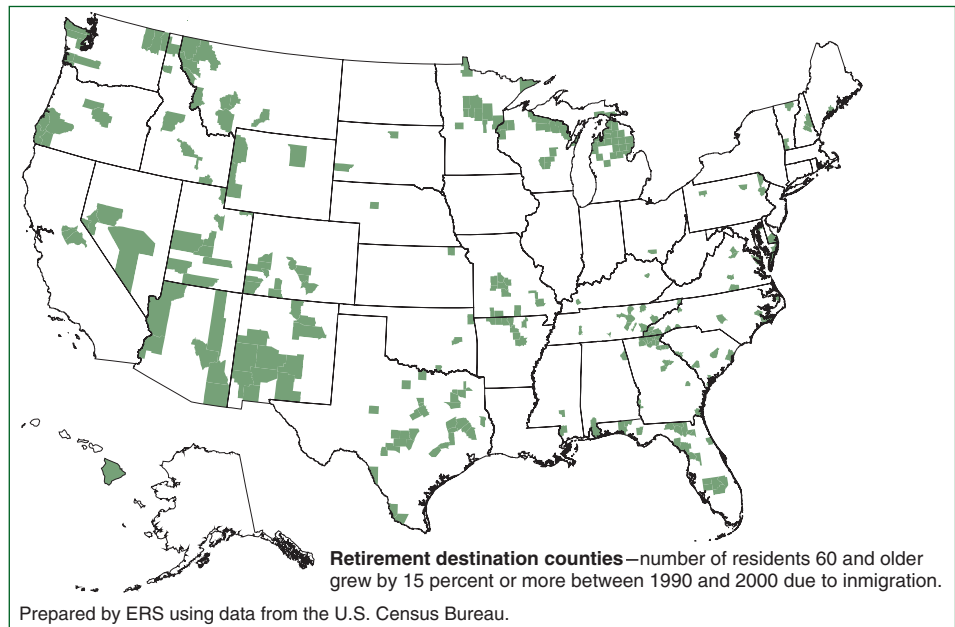 Retirement destination counties—number of residents 60 and older
grew by 15 percent or more between 1990 and 2000 due to inmigration.
Prepared by ERS using data from the U.S. Census Bureau.